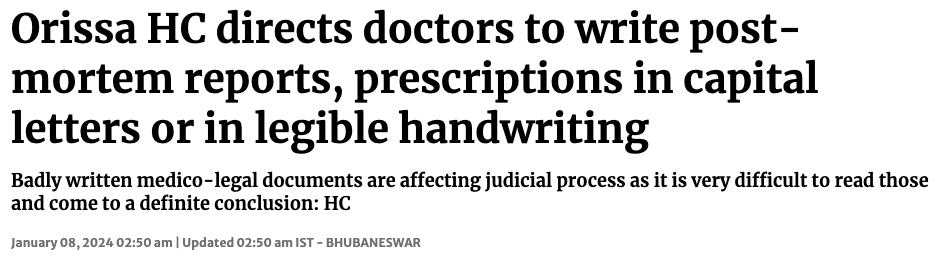 Orissa HC directs doctors to write post-
mortem reports, prescriptions in capital
letters or in legible handwriting
Badly written medico-legal documents are affecting judicial process as it is very difficult to read those
and come to a definite conclusion: HC
January 08, 2024 02:50 am | Updated 02:50 am IST - BHUBANESWAR